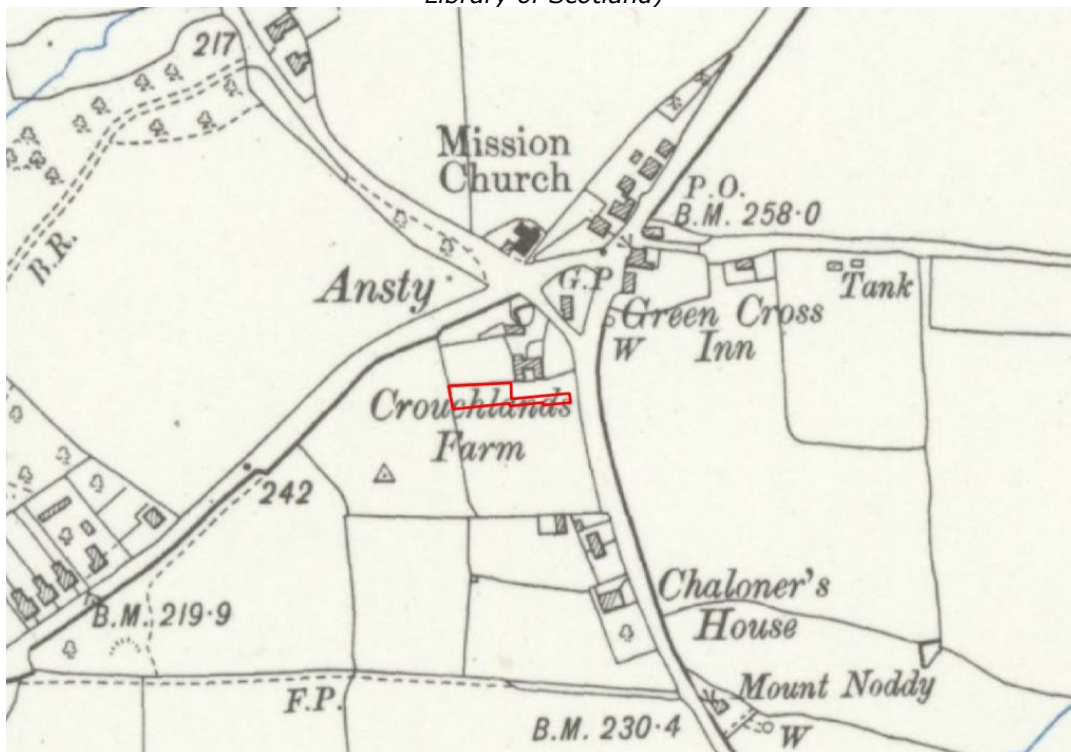 Library of Scotland)
217
Mission
Church
P.O.
B.M. 258·0
B.R.
Ansty
G.P
Tank
Green Cross
Inn
W
Crouchlands
Farm
242
Chaloner's
House
B.M. 219·9
Mount Noddy
F.P.
B.M. 230·4
W